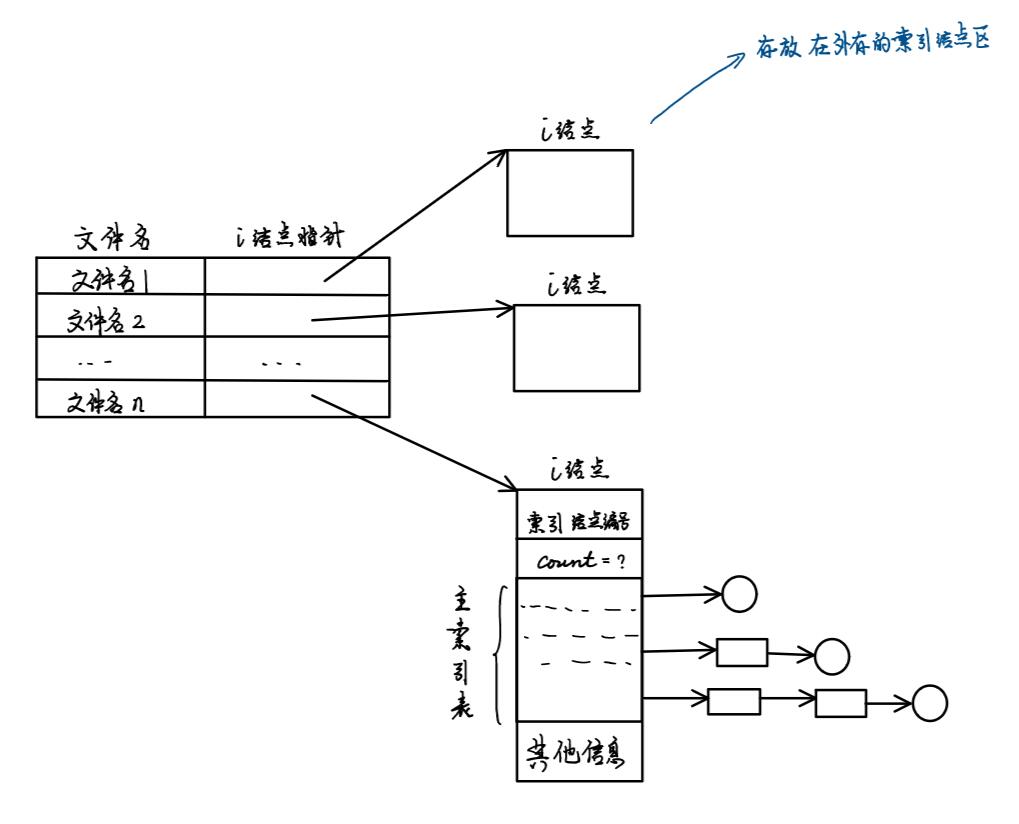 存放在外存的索引结点区
i结点
文件名 i结点指针
文件名1
文件名2
... ...
文件名n
i结点
i结点
索引结点编号
count = ?
主索引表
其他信息